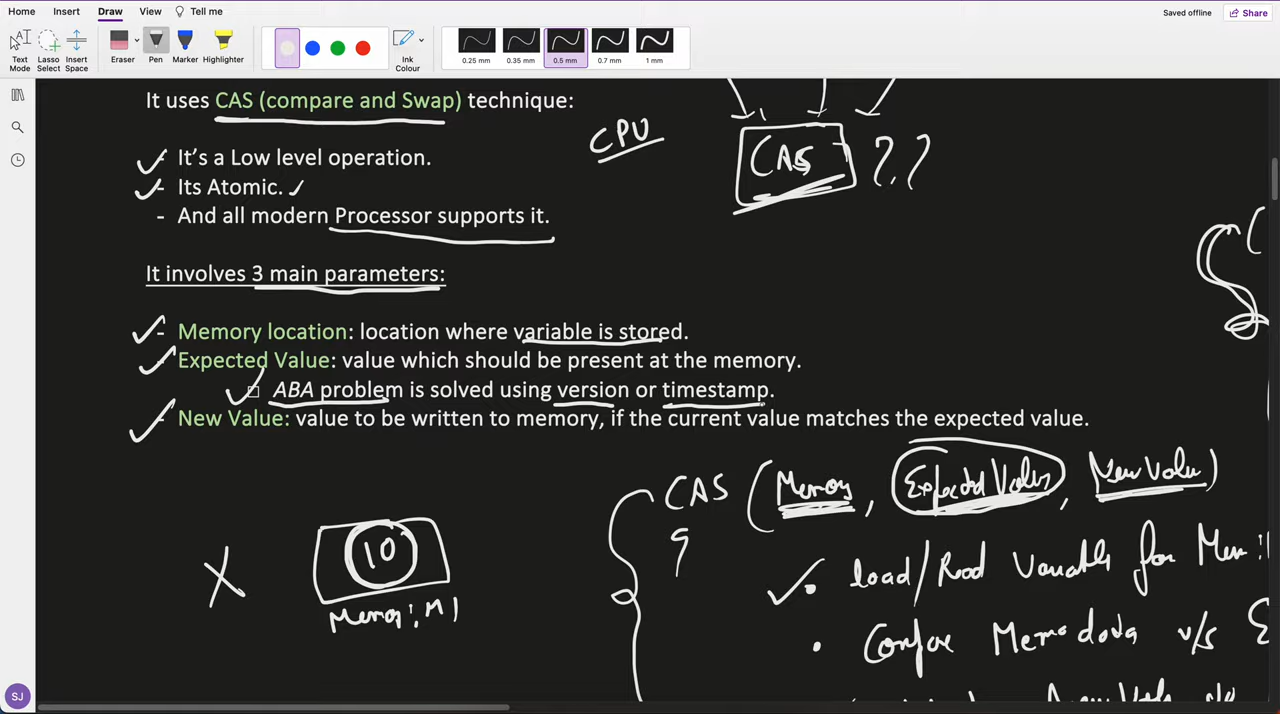 Home Insert Draw View Tell me Saved offline Share
Text Mode Lasso Select Insert Space Eraser Pen Marker Highlighter Ink Colour 0.25 mm 0.35 mm 0.5 mm 0.7 mm 1 mm
It uses CAS (compare and Swap) technique:
CPU
CAS ??
- It's a Low level operation.
- Its Atomic.
- And all modern Processor supports it.
It involves 3 main parameters:
- Memory location: location where variable is stored.
- Expected Value: value which should be present at the memory.
ABA problem is solved using version or timestamp.
- New Value: value to be written to memory, if the current value matches the expected value.
CAS (Memory, Expected Value, New Value)
X 10
Memory: M1
• load/Read Variable for Mem:
• Compare Memo data v/s
SJ